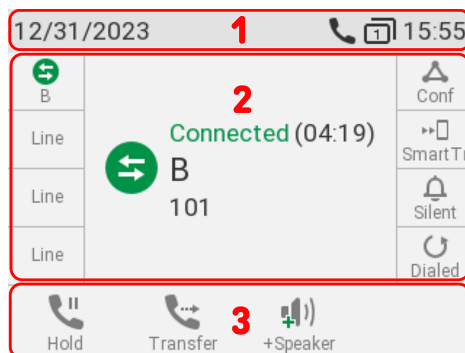 12/31/2023 1 1 15:55
B
Line
Line
Line
2
Connected (04:19)
B
101
Conf
SmartTr
Silent
Dialed
Hold
Transfer
3
+Speaker